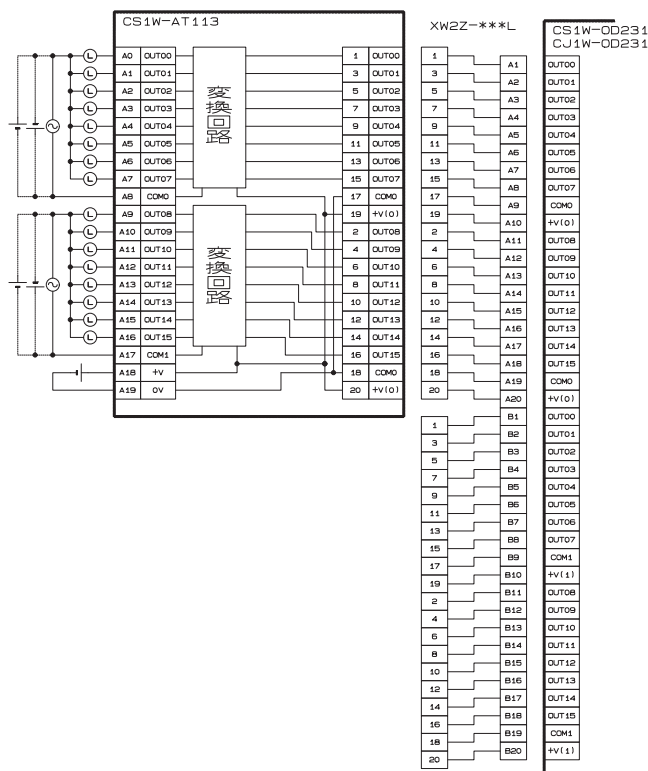 CS1W-AT113
XW2Z-***L
CS1W-OD231
CJ1W-OD231
L A0 OUT00 1 OUT00
L A1 OUT01 3 OUT01
L A2 OUT02 5 OUT02
L A3 OUT03 7 OUT03
L A4 OUT04 9 OUT04
L A5 OUT05 11 OUT05
L A6 OUT06 13 OUT06
L A7 OUT07 15 OUT07
A8 COM0 17 COM0
変換回路
19 +V(0)
L A9 OUT08 2 OUT08
L A10 OUT09 4 OUT09
L A11 OUT10 6 OUT10
L A12 OUT11 8 OUT11
L A13 OUT12 10 OUT12
L A14 OUT13 12 OUT13
L A15 OUT14 14 OUT14
L A16 OUT15 16 OUT15
A17 COM1 18 COM0
A18 +V 20 +V(0)
A19 0V
変換回路
1 A1 OUT00
3 A2 OUT01
5 A3 OUT02
7 A4 OUT03
9 A5 OUT04
11 A6 OUT05
13 A7 OUT06
15 A8 OUT07
17 A9 COM0
19 A10 +V(0)
2 A11 OUT08
4 A12 OUT09
6 A13 OUT10
8 A14 OUT11
10 A15 OUT12
12 A16 OUT13
14 A17 OUT14
16 A18 OUT15
18 A19 COM0
20 A20 +V(0)
1 B1 OUT00
3 B2 OUT01
5 B3 OUT02
7 B4 OUT03
9 B5 OUT04
11 B6 OUT05
13 B7 OUT06
15 B8 OUT07
17 B9 COM1
19 B10 +V(1)
2 B11 OUT08
4 B12 OUT09
6 B13 OUT10
8 B14 OUT11
10 B15 OUT12
12 B16 OUT13
14 B17 OUT14
16 B18 OUT15
18 B19 COM1
20 B20 +V(1)